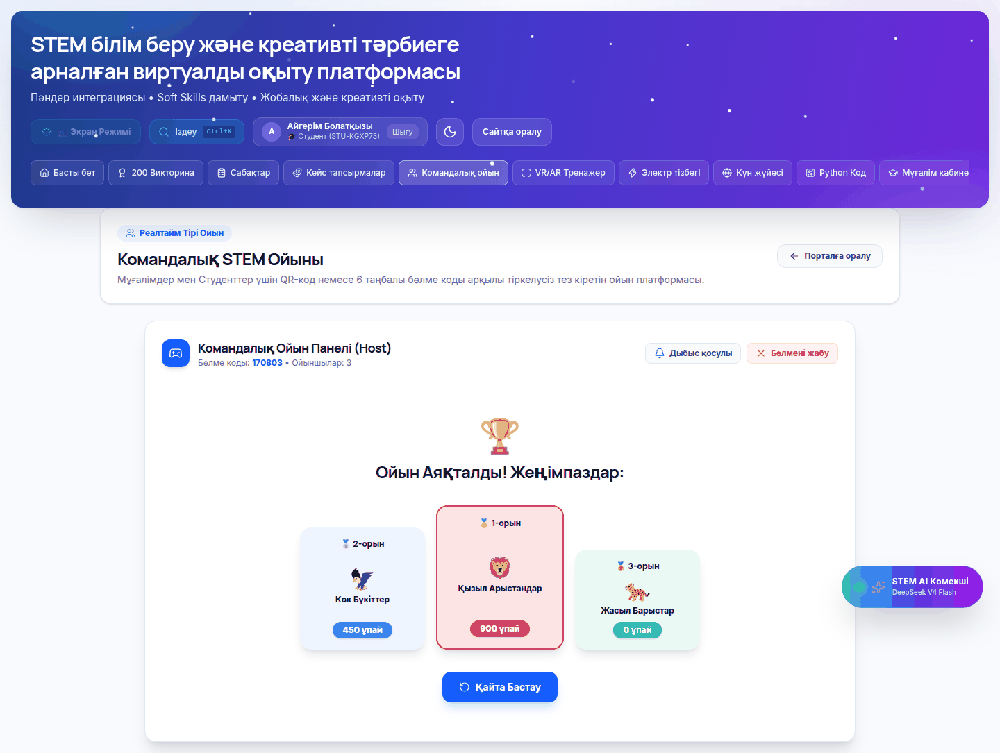 STEM білім беру және креативті тәрбиеге
арналған виртуалды оқыту платформасы
Пәндер интеграциясы • Soft Skills дамыту • Жобалық және креативті оқыту
Экран Режимі
Іздеу Ctrl+K
A
Айгерім Болатқызы
Студент (STU-KGXP73)
Шығу
Сайтқа оралу
Басты бет
200 Викторина
Сабақтар
Кейс тапсырмалар
Командалық ойын
VR/AR Тренажер
Электр тізбегі
Күн жүйесі
Python Код
Мұғалім кабине
Реалтайм Тірі Ойын
Командалық STEM Ойыны
Мұғалімдер мен Студенттер үшін QR-код немесе 6 таңбалы бөлме коды арқылы тіркелусіз тез кіретін ойын платформасы.
Порталға оралу
Командалық Ойын Панелі (Host)
Бөлме коды: 170803 • Ойыншылар: 3
Дыбыс қосулы
Бөлмені жабу
Ойын Аяқталды! Жеңімпаздар:
2-орын
Көк Бүкіттер
450 ұпай
1-орын
Қызыл Арыстандар
900 ұпай
3-орын
Жасыл Барыстар
0 ұпай
STEM AI Көмекші
DeepSeek V4 Flash
Қайта Бастау